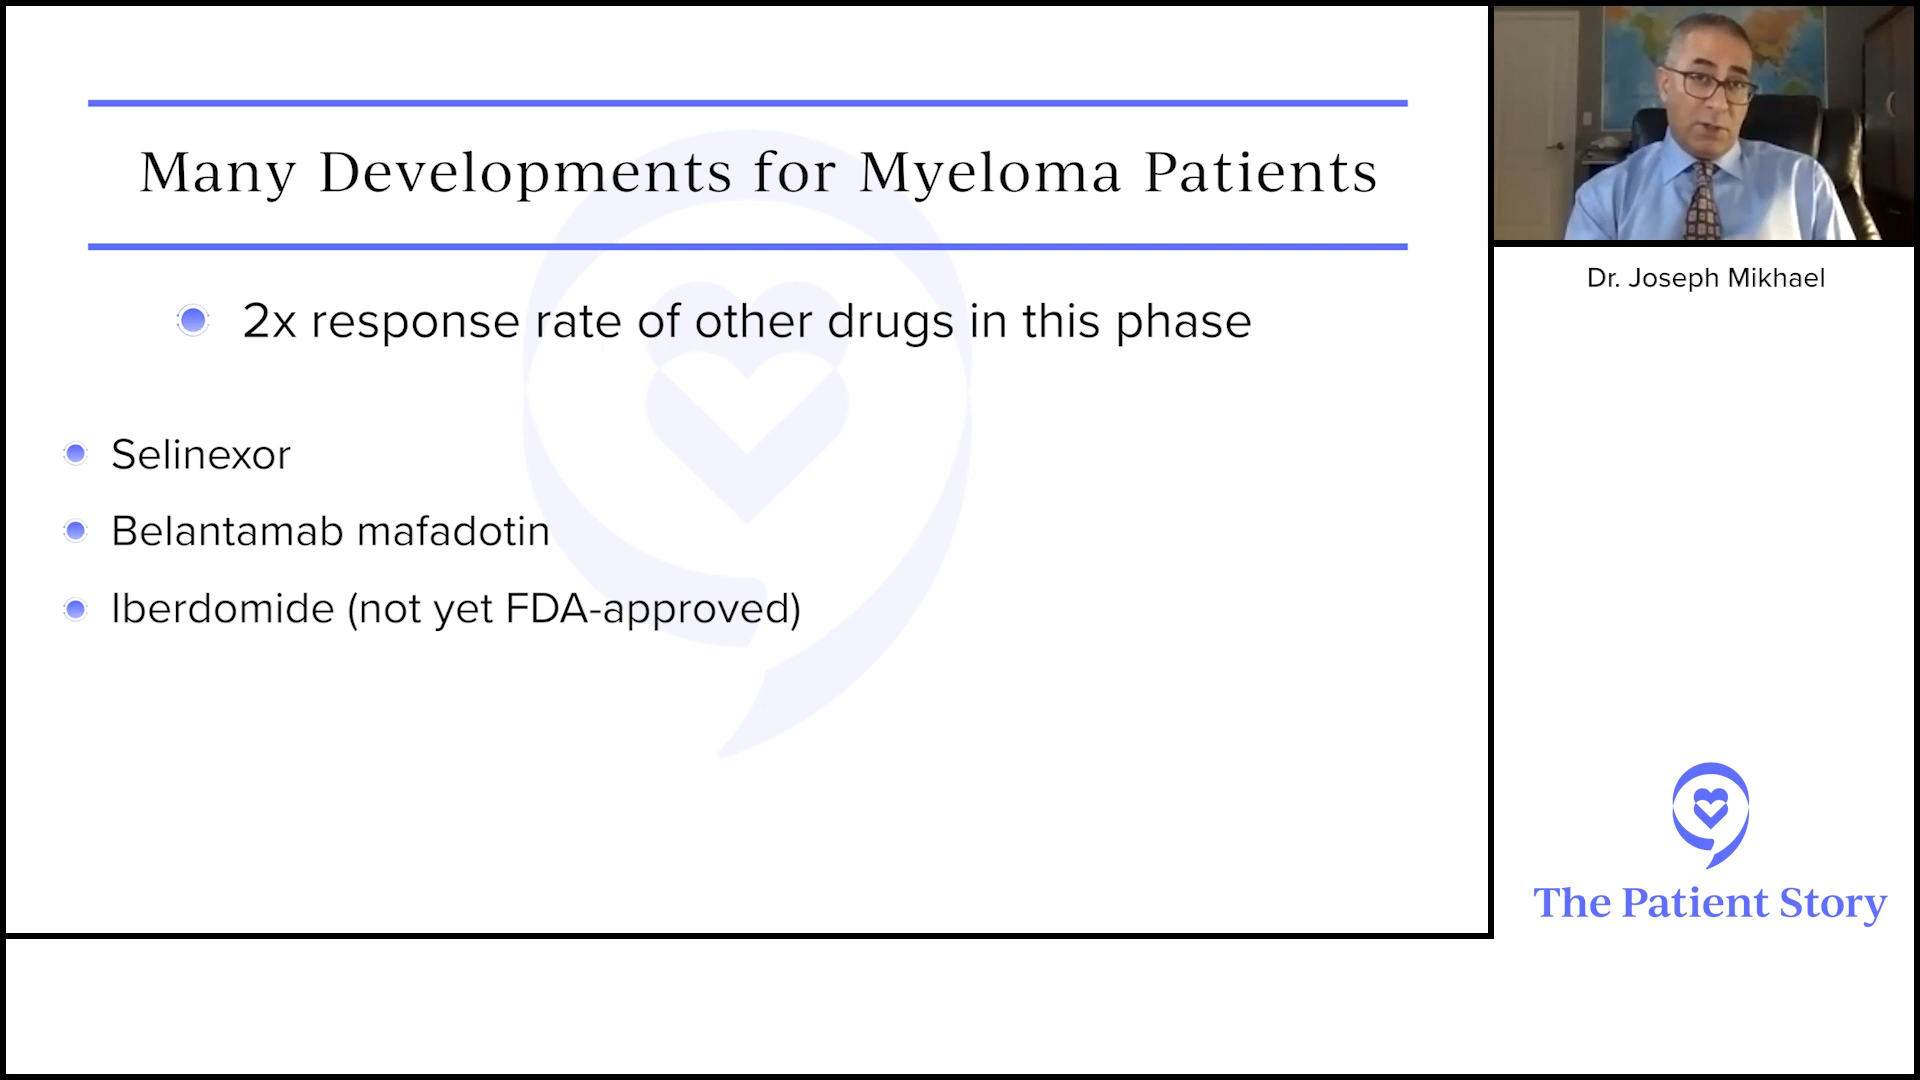 Many Developments for Myeloma Patients
2x response rate of other drugs in this phase
Selinexor
Belantamab mafadotin
Iberdomide (not yet FDA-approved)
Dr. Joseph Mikhael
The Patient Story